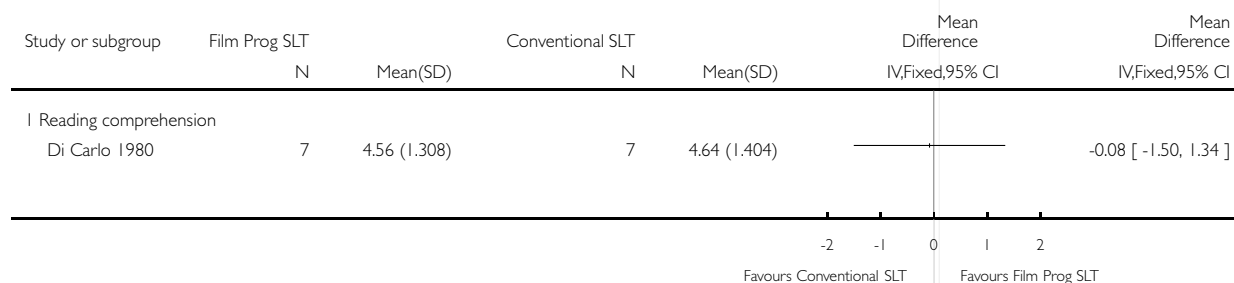 Study or subgroup Film Prog SLT Conventional SLT Mean Difference Mean Difference
N Mean(SD) N Mean(SD) IV,Fixed,95% CI IV,Fixed,95% CI
1 Reading comprehension
Di Carlo 1980 7 4.56 (1.308) 7 4.64 (1.404) -0.08 [ -1.50, 1.34 ]
-2 -1 0 1 2
Favours Conventional SLT Favours Film Prog SLT